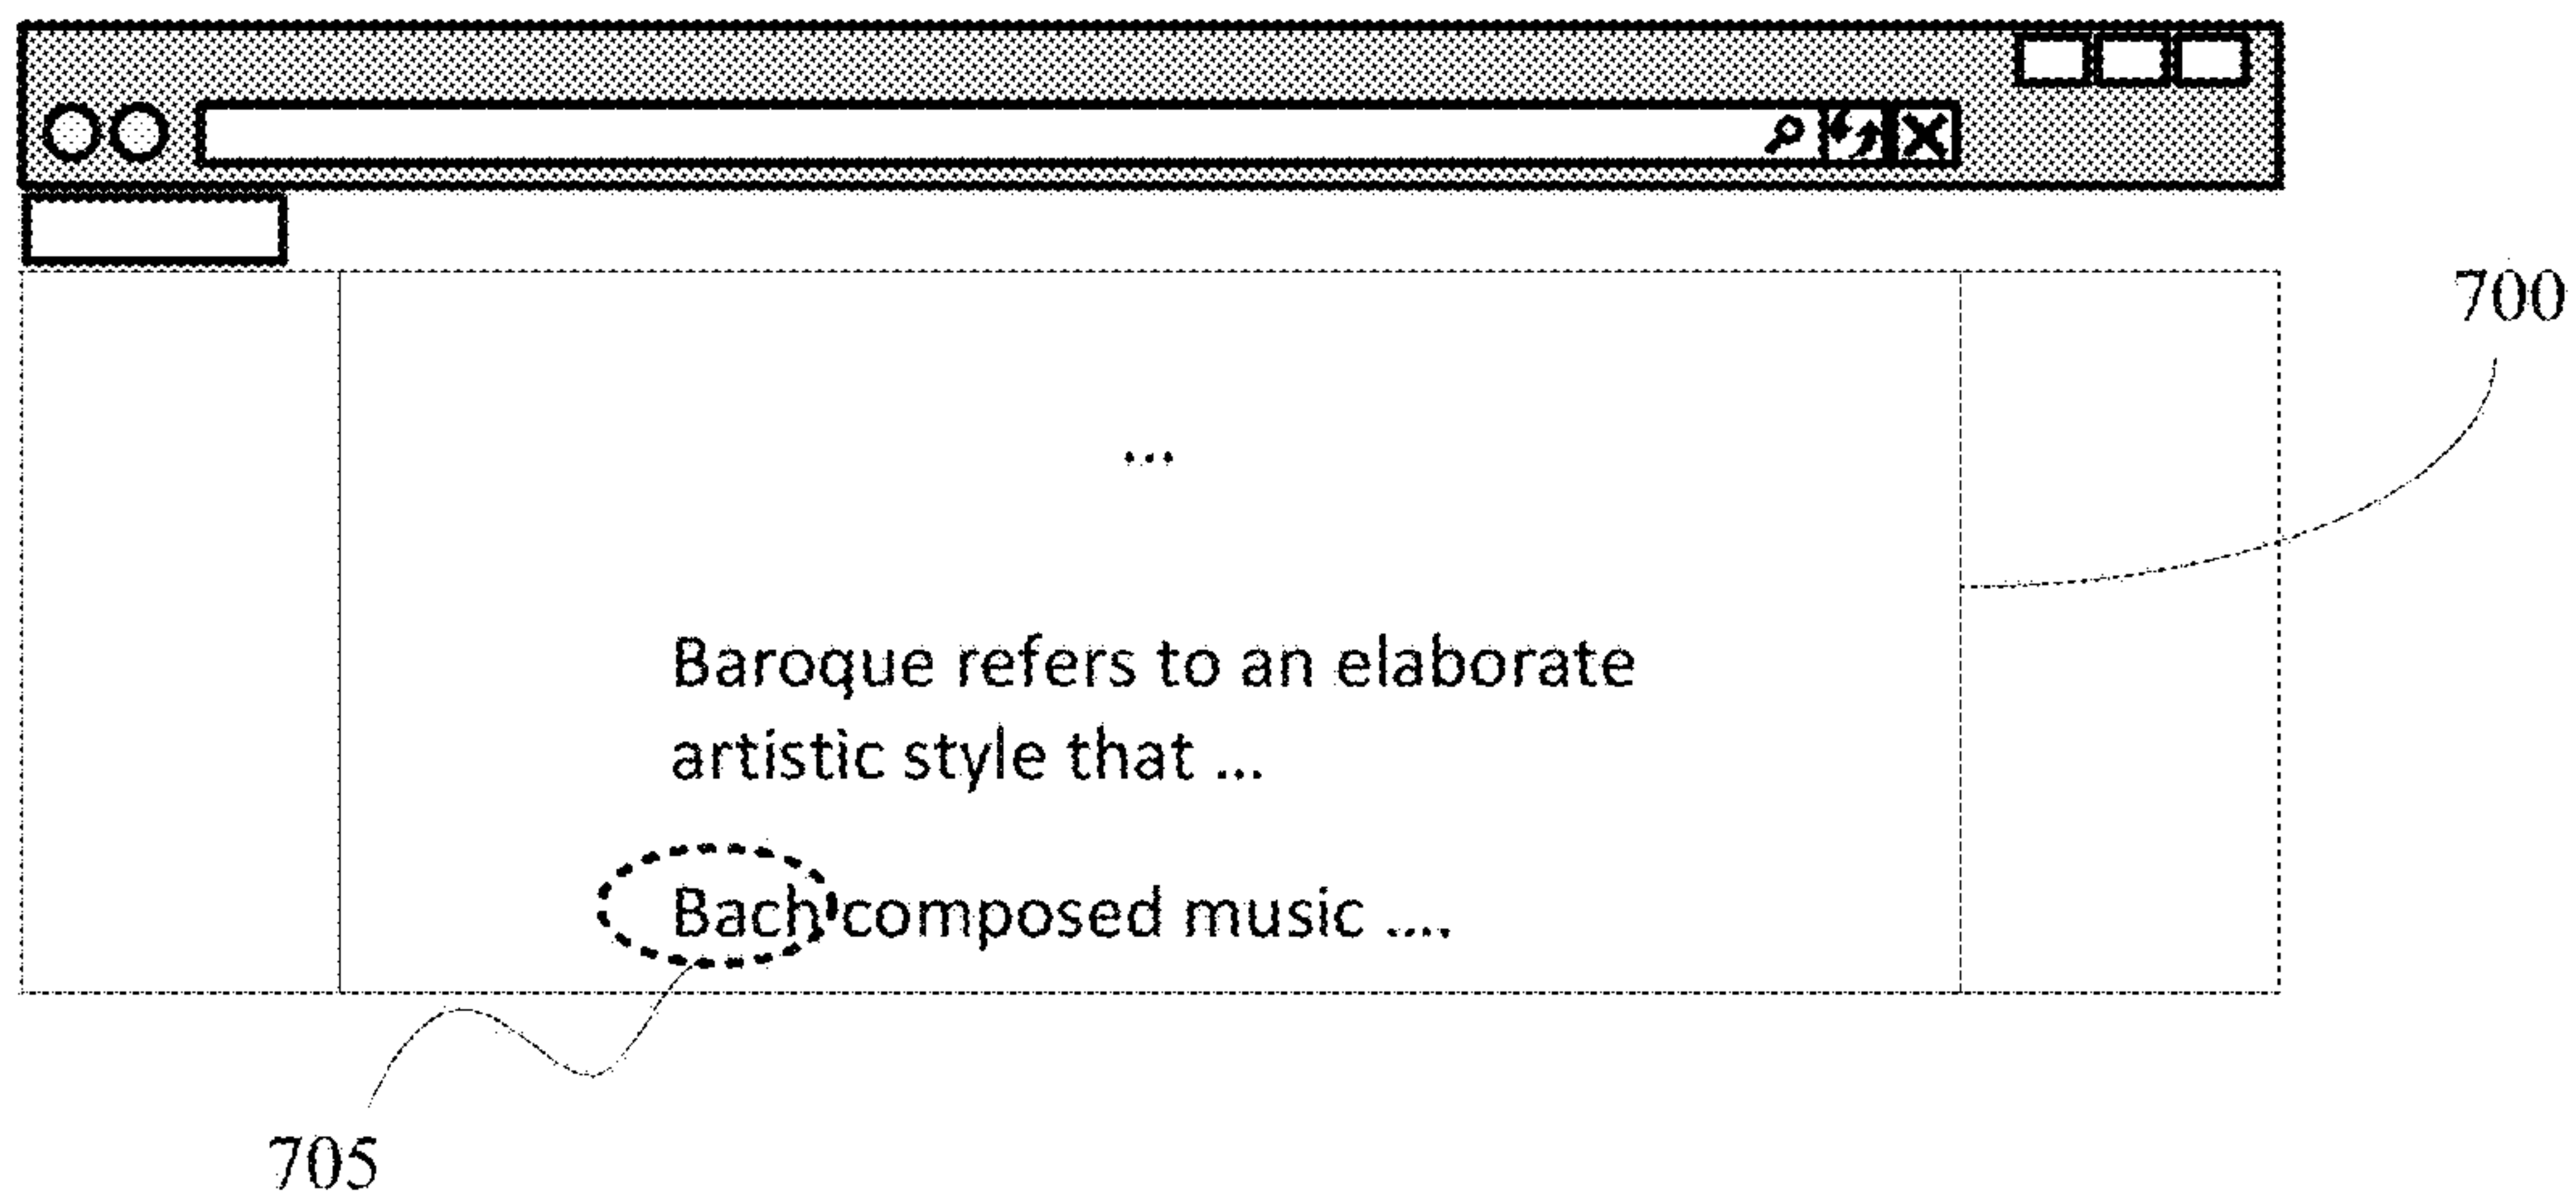 700
...
Baroque refers to an elaborate
artistic style that ...
Bach composed music ....
705